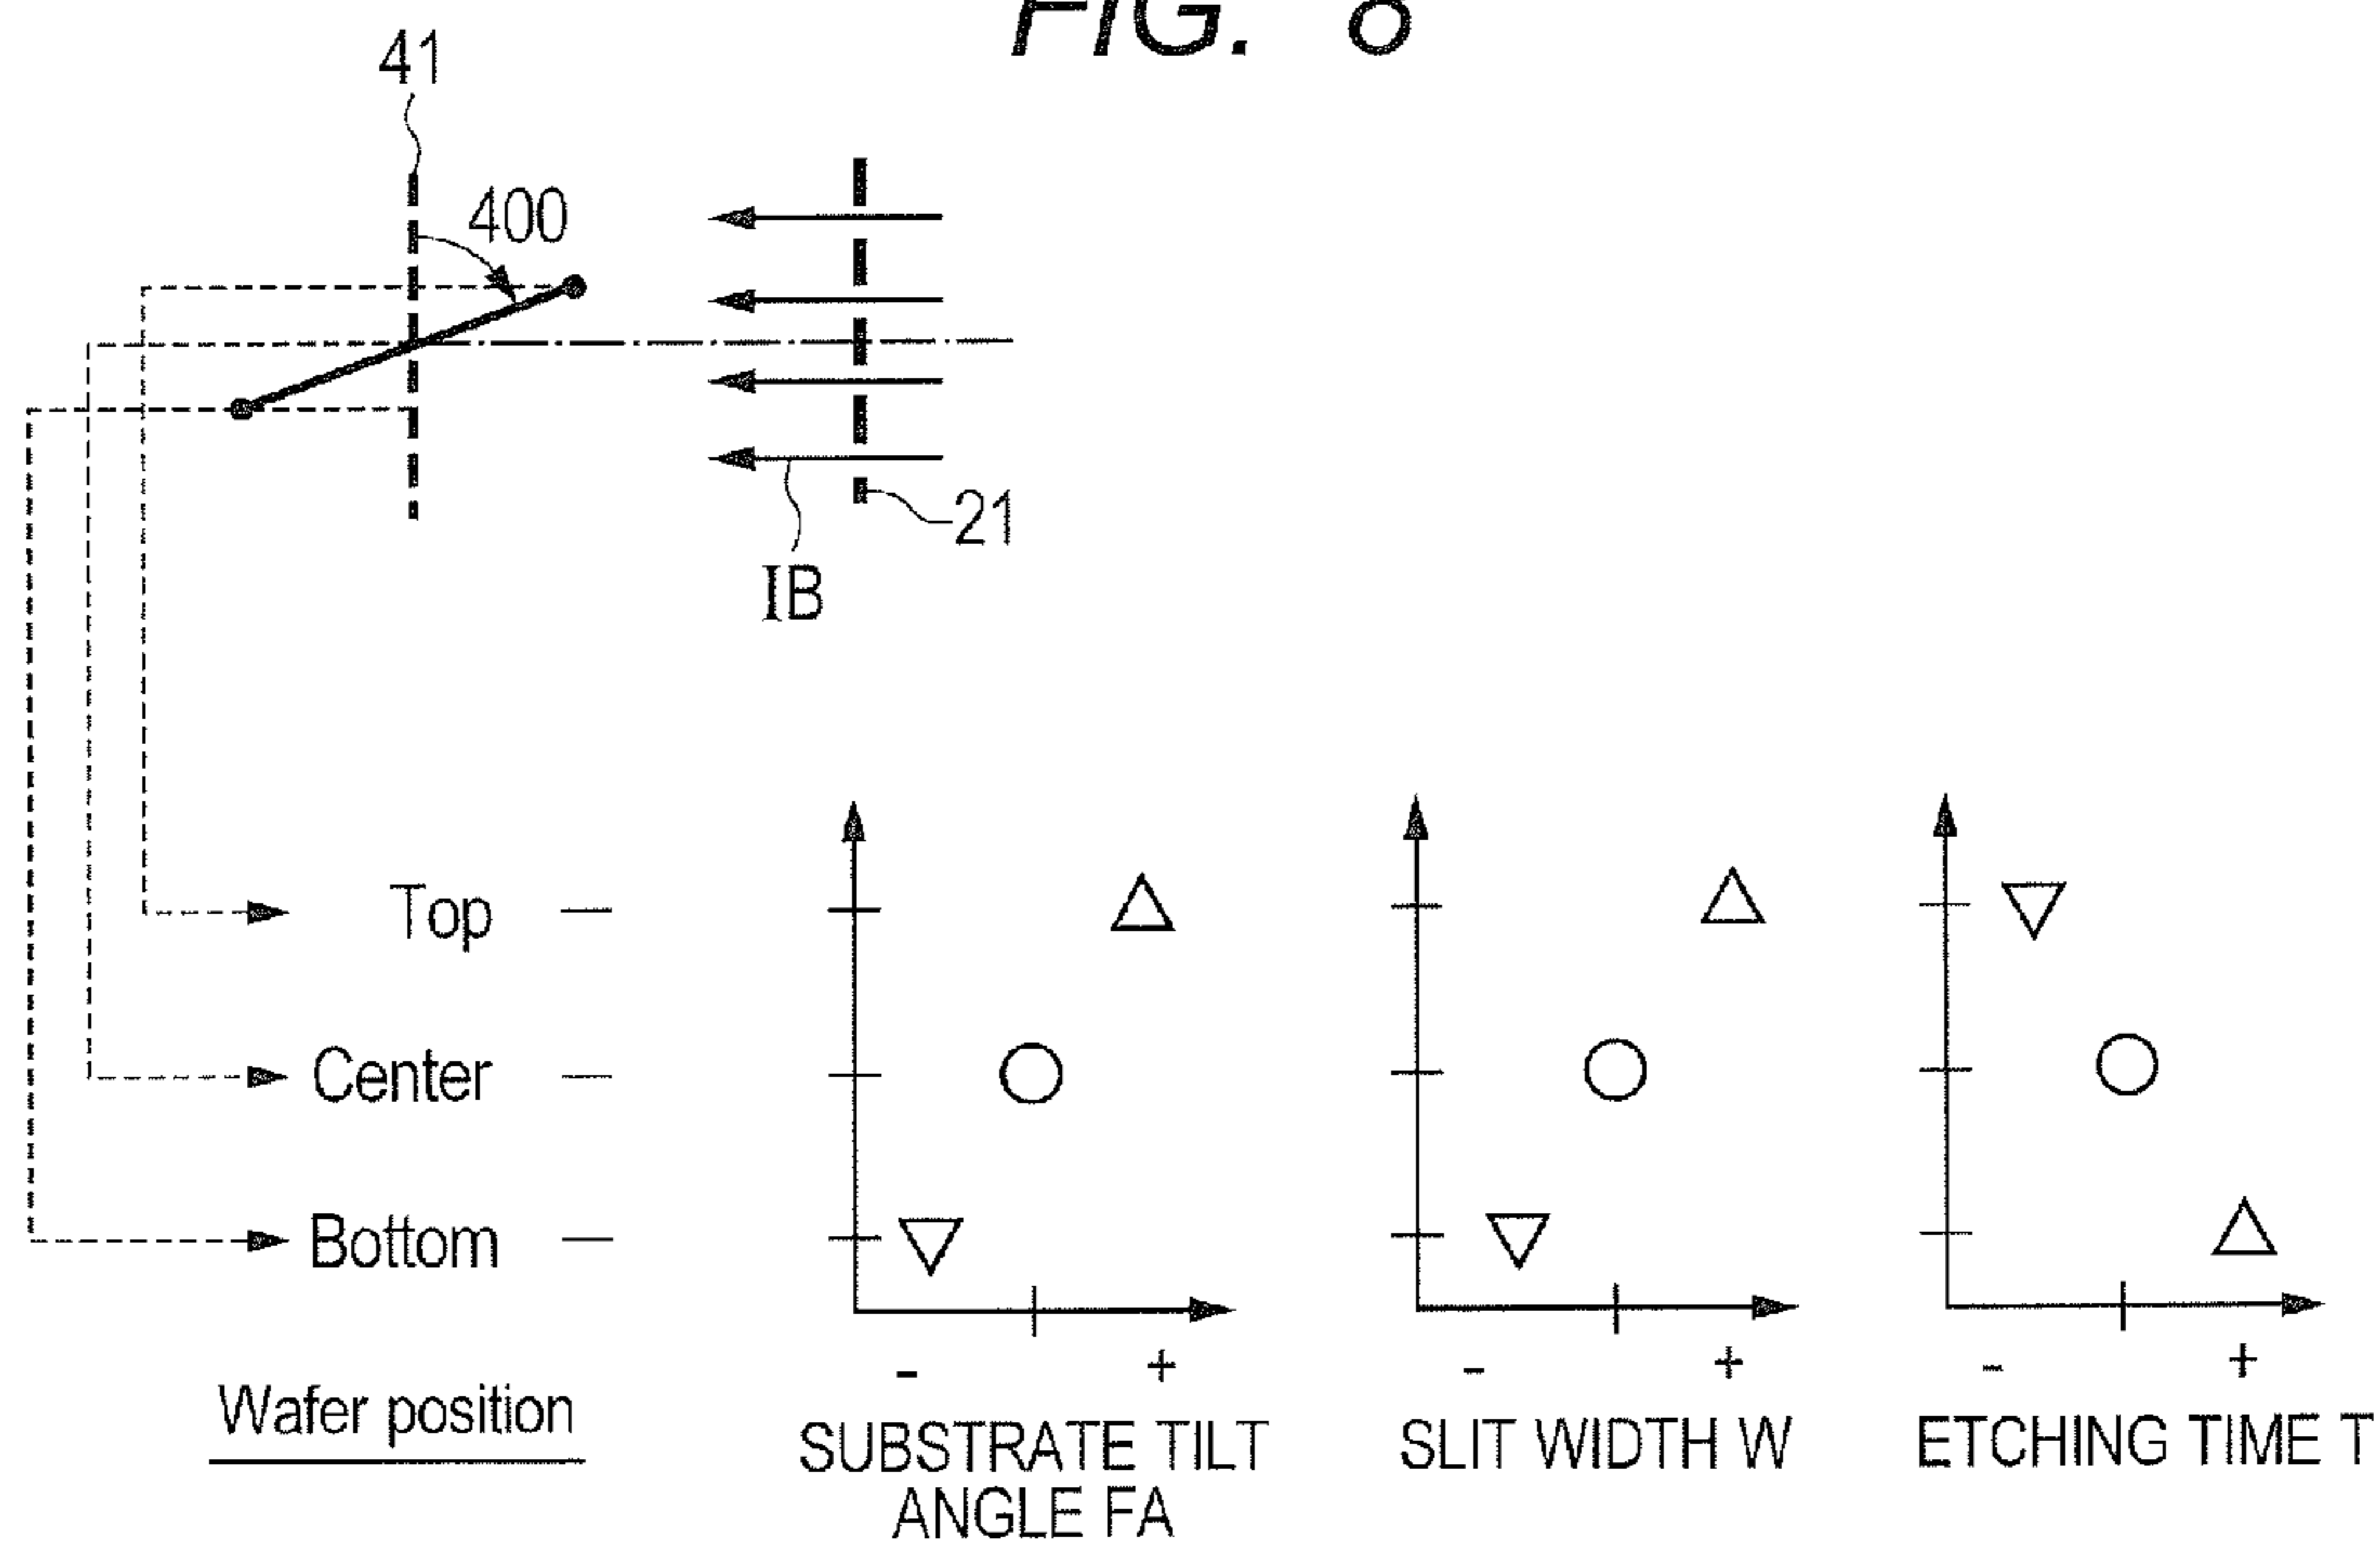 FIG. 8
41
400
21
IB
Top
Center
Bottom
Wafer position
- +
SUBSTRATE TILT
ANGLE FA
- +
SLIT WIDTH W
- +
ETCHING TIME T